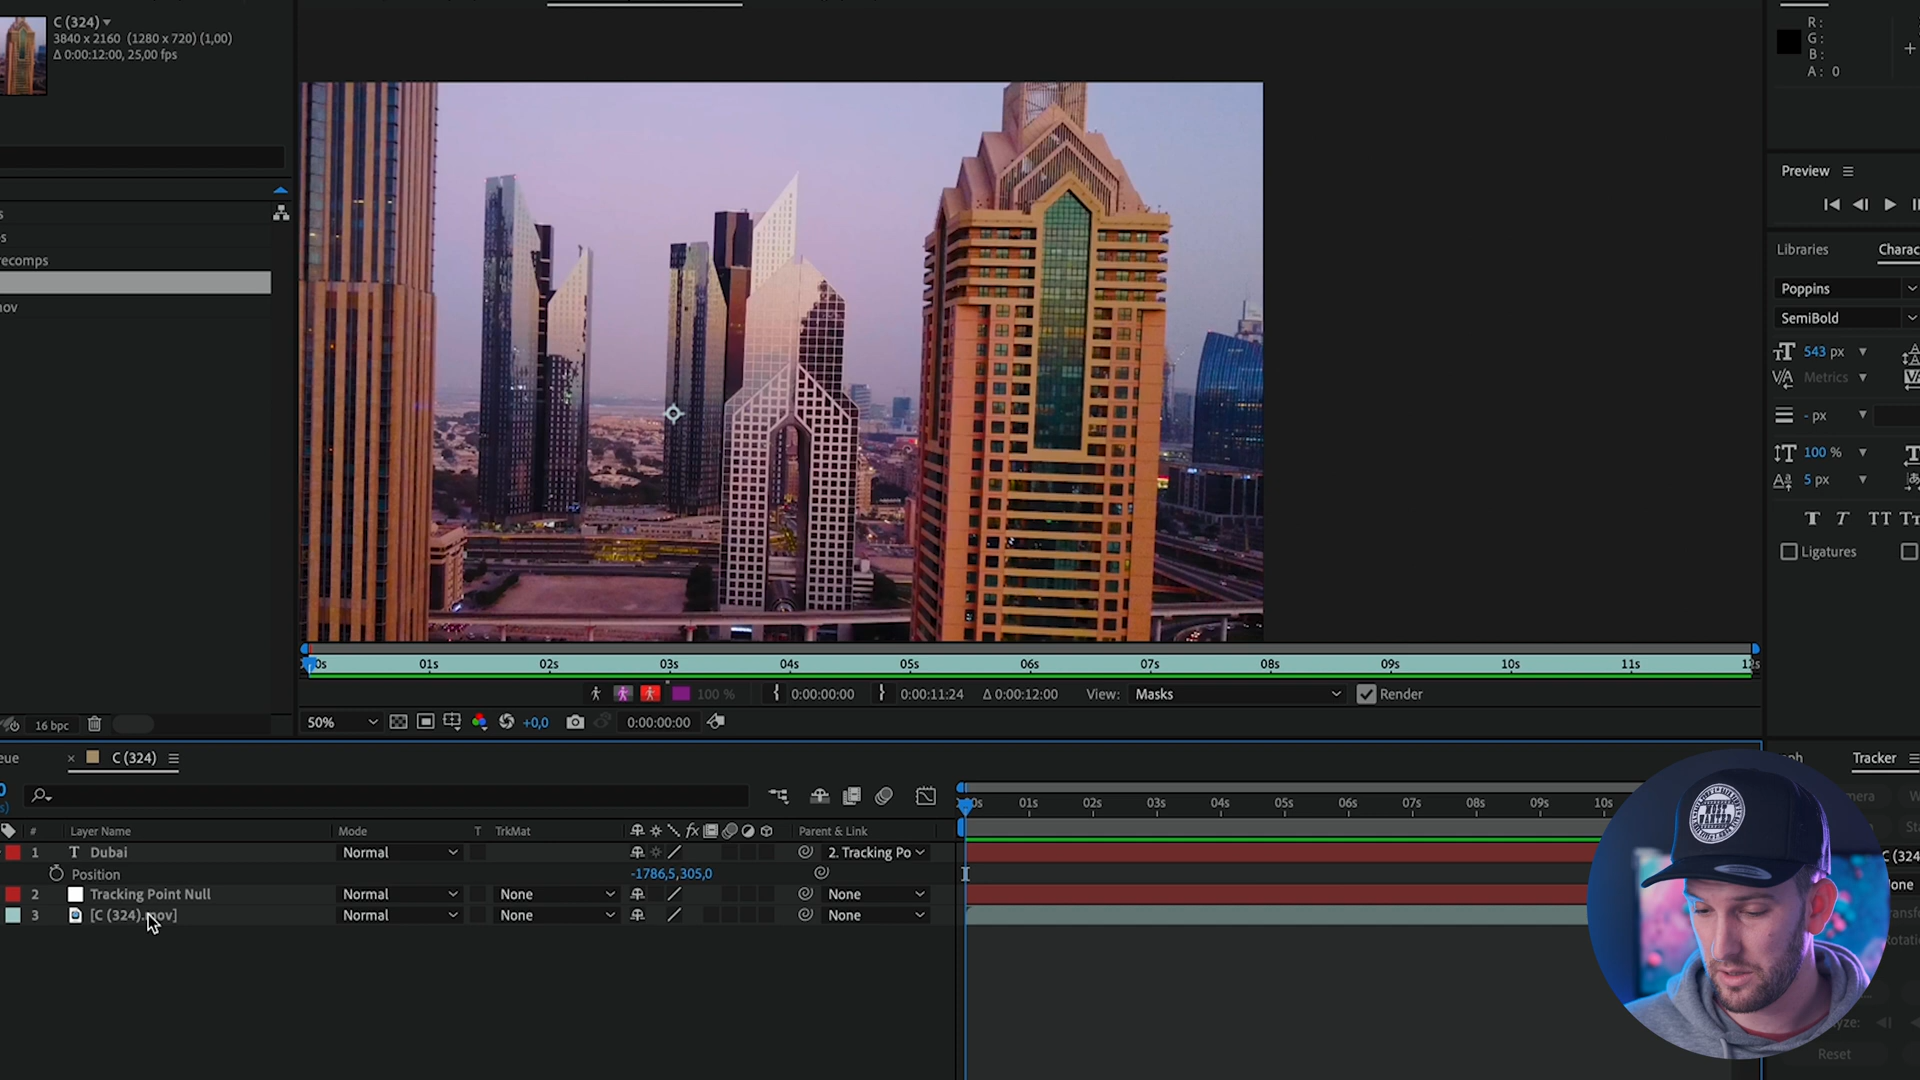 C (324)
3840 x 2160 (1280 x 720) (1,00)
Δ 0:00:12:00, 25,00 fps
R :
G :
B :
A : 0
Preview
recomps
Libraries
Charac
Poppins
SemiBold
543 px
Metrics
- px
100 %
5 px
Ligatures
01s 02s 03s 04s 05s 06s 07s 08s 09s 10s 11s
100 %
0:00:00:00
0:00:11:24
Δ 0:00:12:00
View: Masks
Render
16 bpc
50%
+0,0
0:00:00:00
C (324)
Tracker
01s 02s 03s 04s 05s 06s 07s 08s 09s 10s
# Layer Name Mode T TrkMat fx Parent & Link
1 T Dubai Normal 2. Tracking Po
Position -1786,5,305,0
2 Tracking Point Null Normal None None
3 [C (324).mov] Normal None None
C (324
None
MOST WANTED
Reset